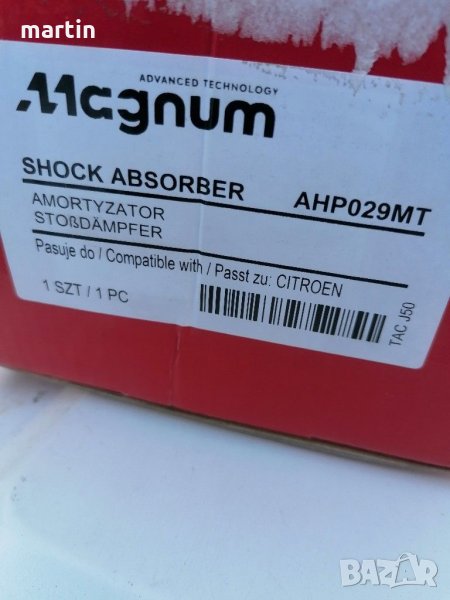 martin
ADVANCED TECHNOLOGY
Magnum
SHOCK ABSORBER AHP029MT
AMORTYZATOR
STOßDÄMPFER
Pasuje do / Compatible with / Passt zu: CITROEN
1 SZT / 1 PC
TAC J50
BAZAR